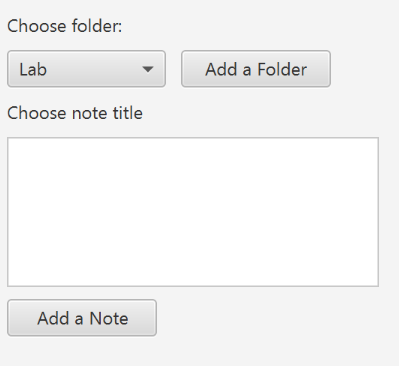 Choose folder:
Lab
Add a Folder
Choose note title
Add a Note